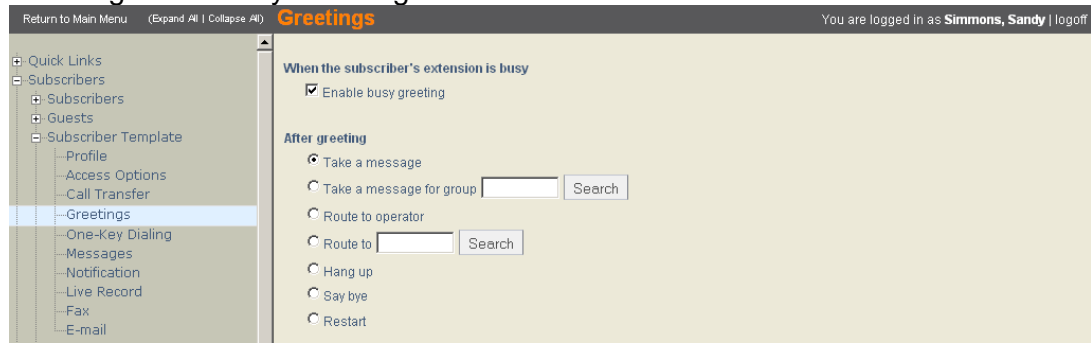 Return to Main Menu (Expand All | Collapse All) Greetings You are logged in as Simmons, Sandy | logoff
Quick Links
Subscribers
Subscribers
Guests
Subscriber Template
Profile
Access Options
Call Transfer
Greetings
One-Key Dialing
Messages
Notification
Live Record
Fax
E-mail
When the subscriber's extension is busy
Enable busy greeting
After greeting
Take a message
Take a message for group Search
Route to operator
Route to Search
Hang up
Say bye
Restart